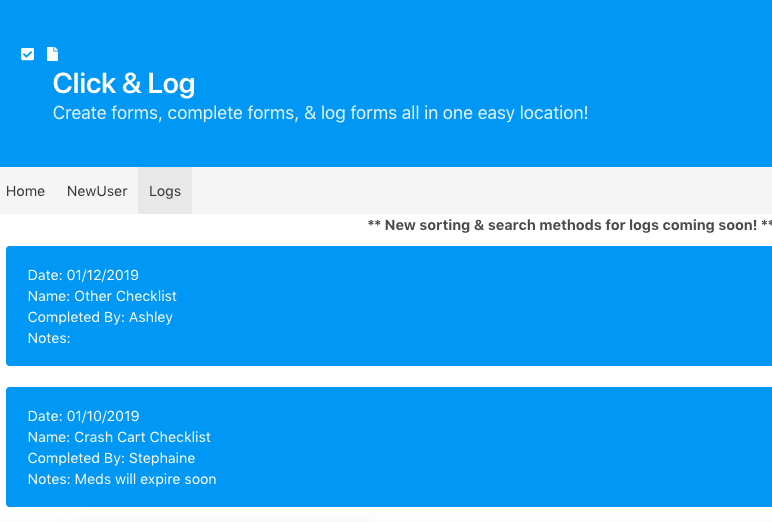 Click & Log
Create forms, complete forms, & log forms all in one easy location!
Home NewUser Logs
** New sorting & search methods for logs coming soon! **
Date: 01/12/2019
Name: Other Checklist
Completed By: Ashley
Notes:
Date: 01/10/2019
Name: Crash Cart Checklist
Completed By: Stephaine
Notes: Meds will expire soon